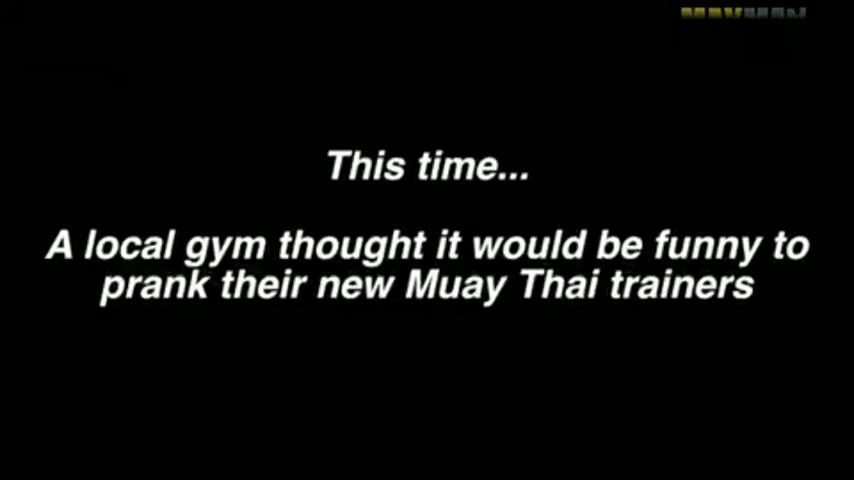 This time...
A local gym thought it would be funny to
prank their new Muay Thai trainers